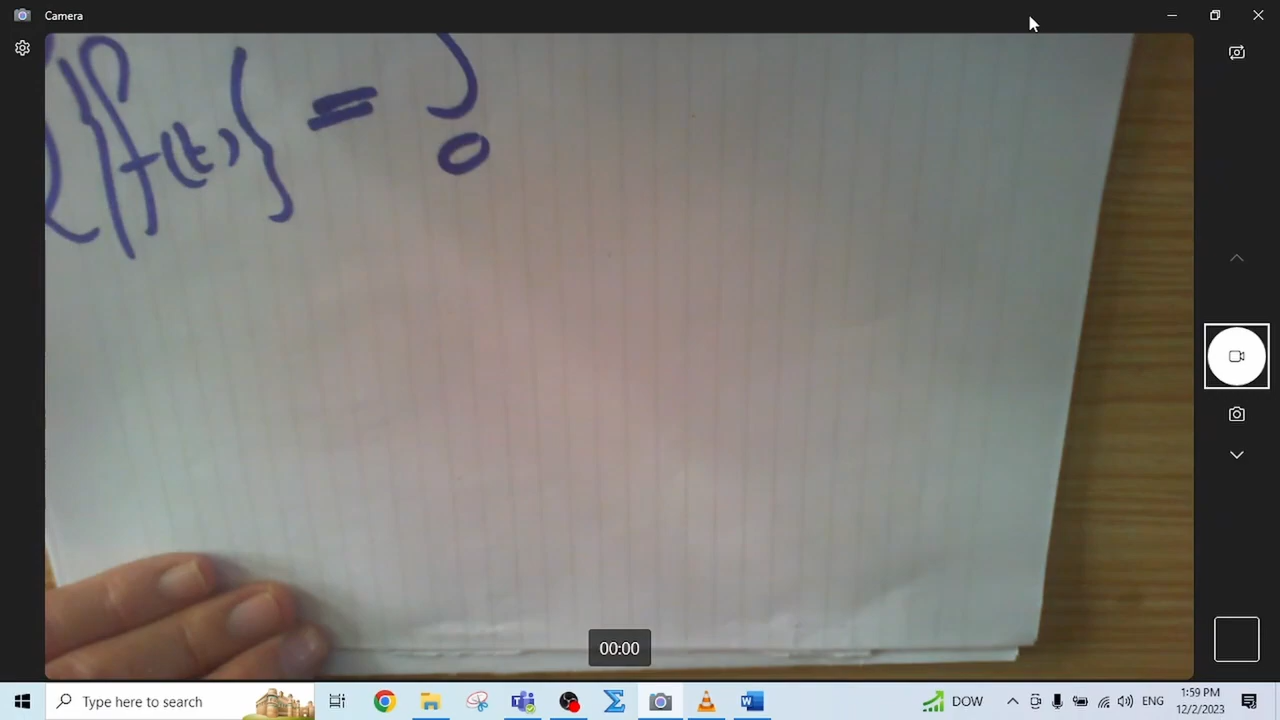 Camera
{f(t)} =
0
00:00
Type here to search
DOW
ENG
1:59 PM
12/2/2023